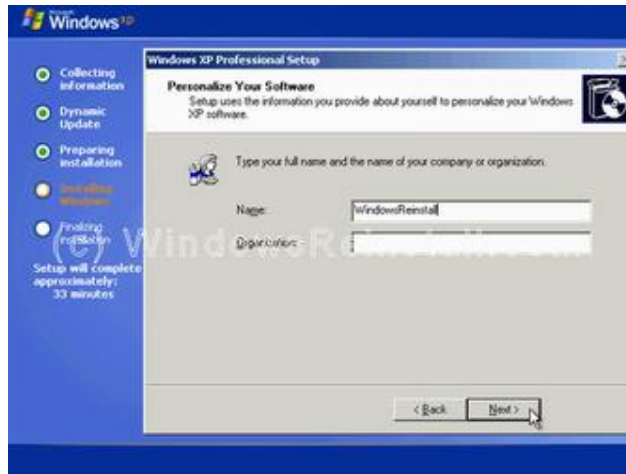 Microsoft
Windows xp
Collecting
information
Dynamic
Update
Preparing
installation
Installing
Windows
Finalizing
installation
Setup will complete
approximately:
33 minutes
Windows XP Professional Setup
Personalize Your Software
Setup uses the information you provide about yourself to personalize your Windows
XP software.
Type your full name and the name of your company or organization.
Name: WindowsReinstall
Organization:
< Back Next >
(c) WindowsReinstall.com